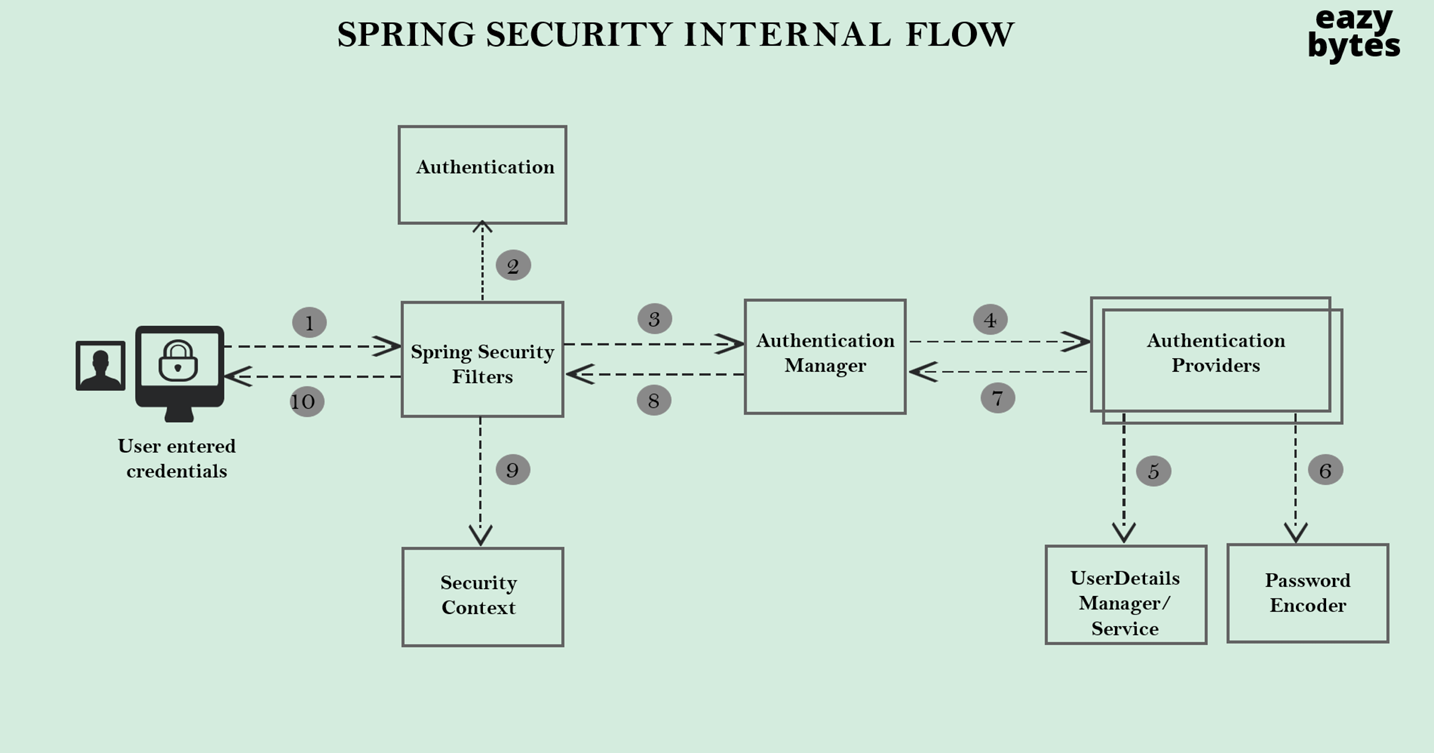 SPRING SECURITY INTERNAL FLOW
eazy
bytes
Authentication
2
1
3
4
Spring Security
Filters
Authentication
Manager
Authentication
Providers
10
8
7
User entered
credentials
9
5
6
Security
Context
UserDetails
Manager/
Service
Password
Encoder